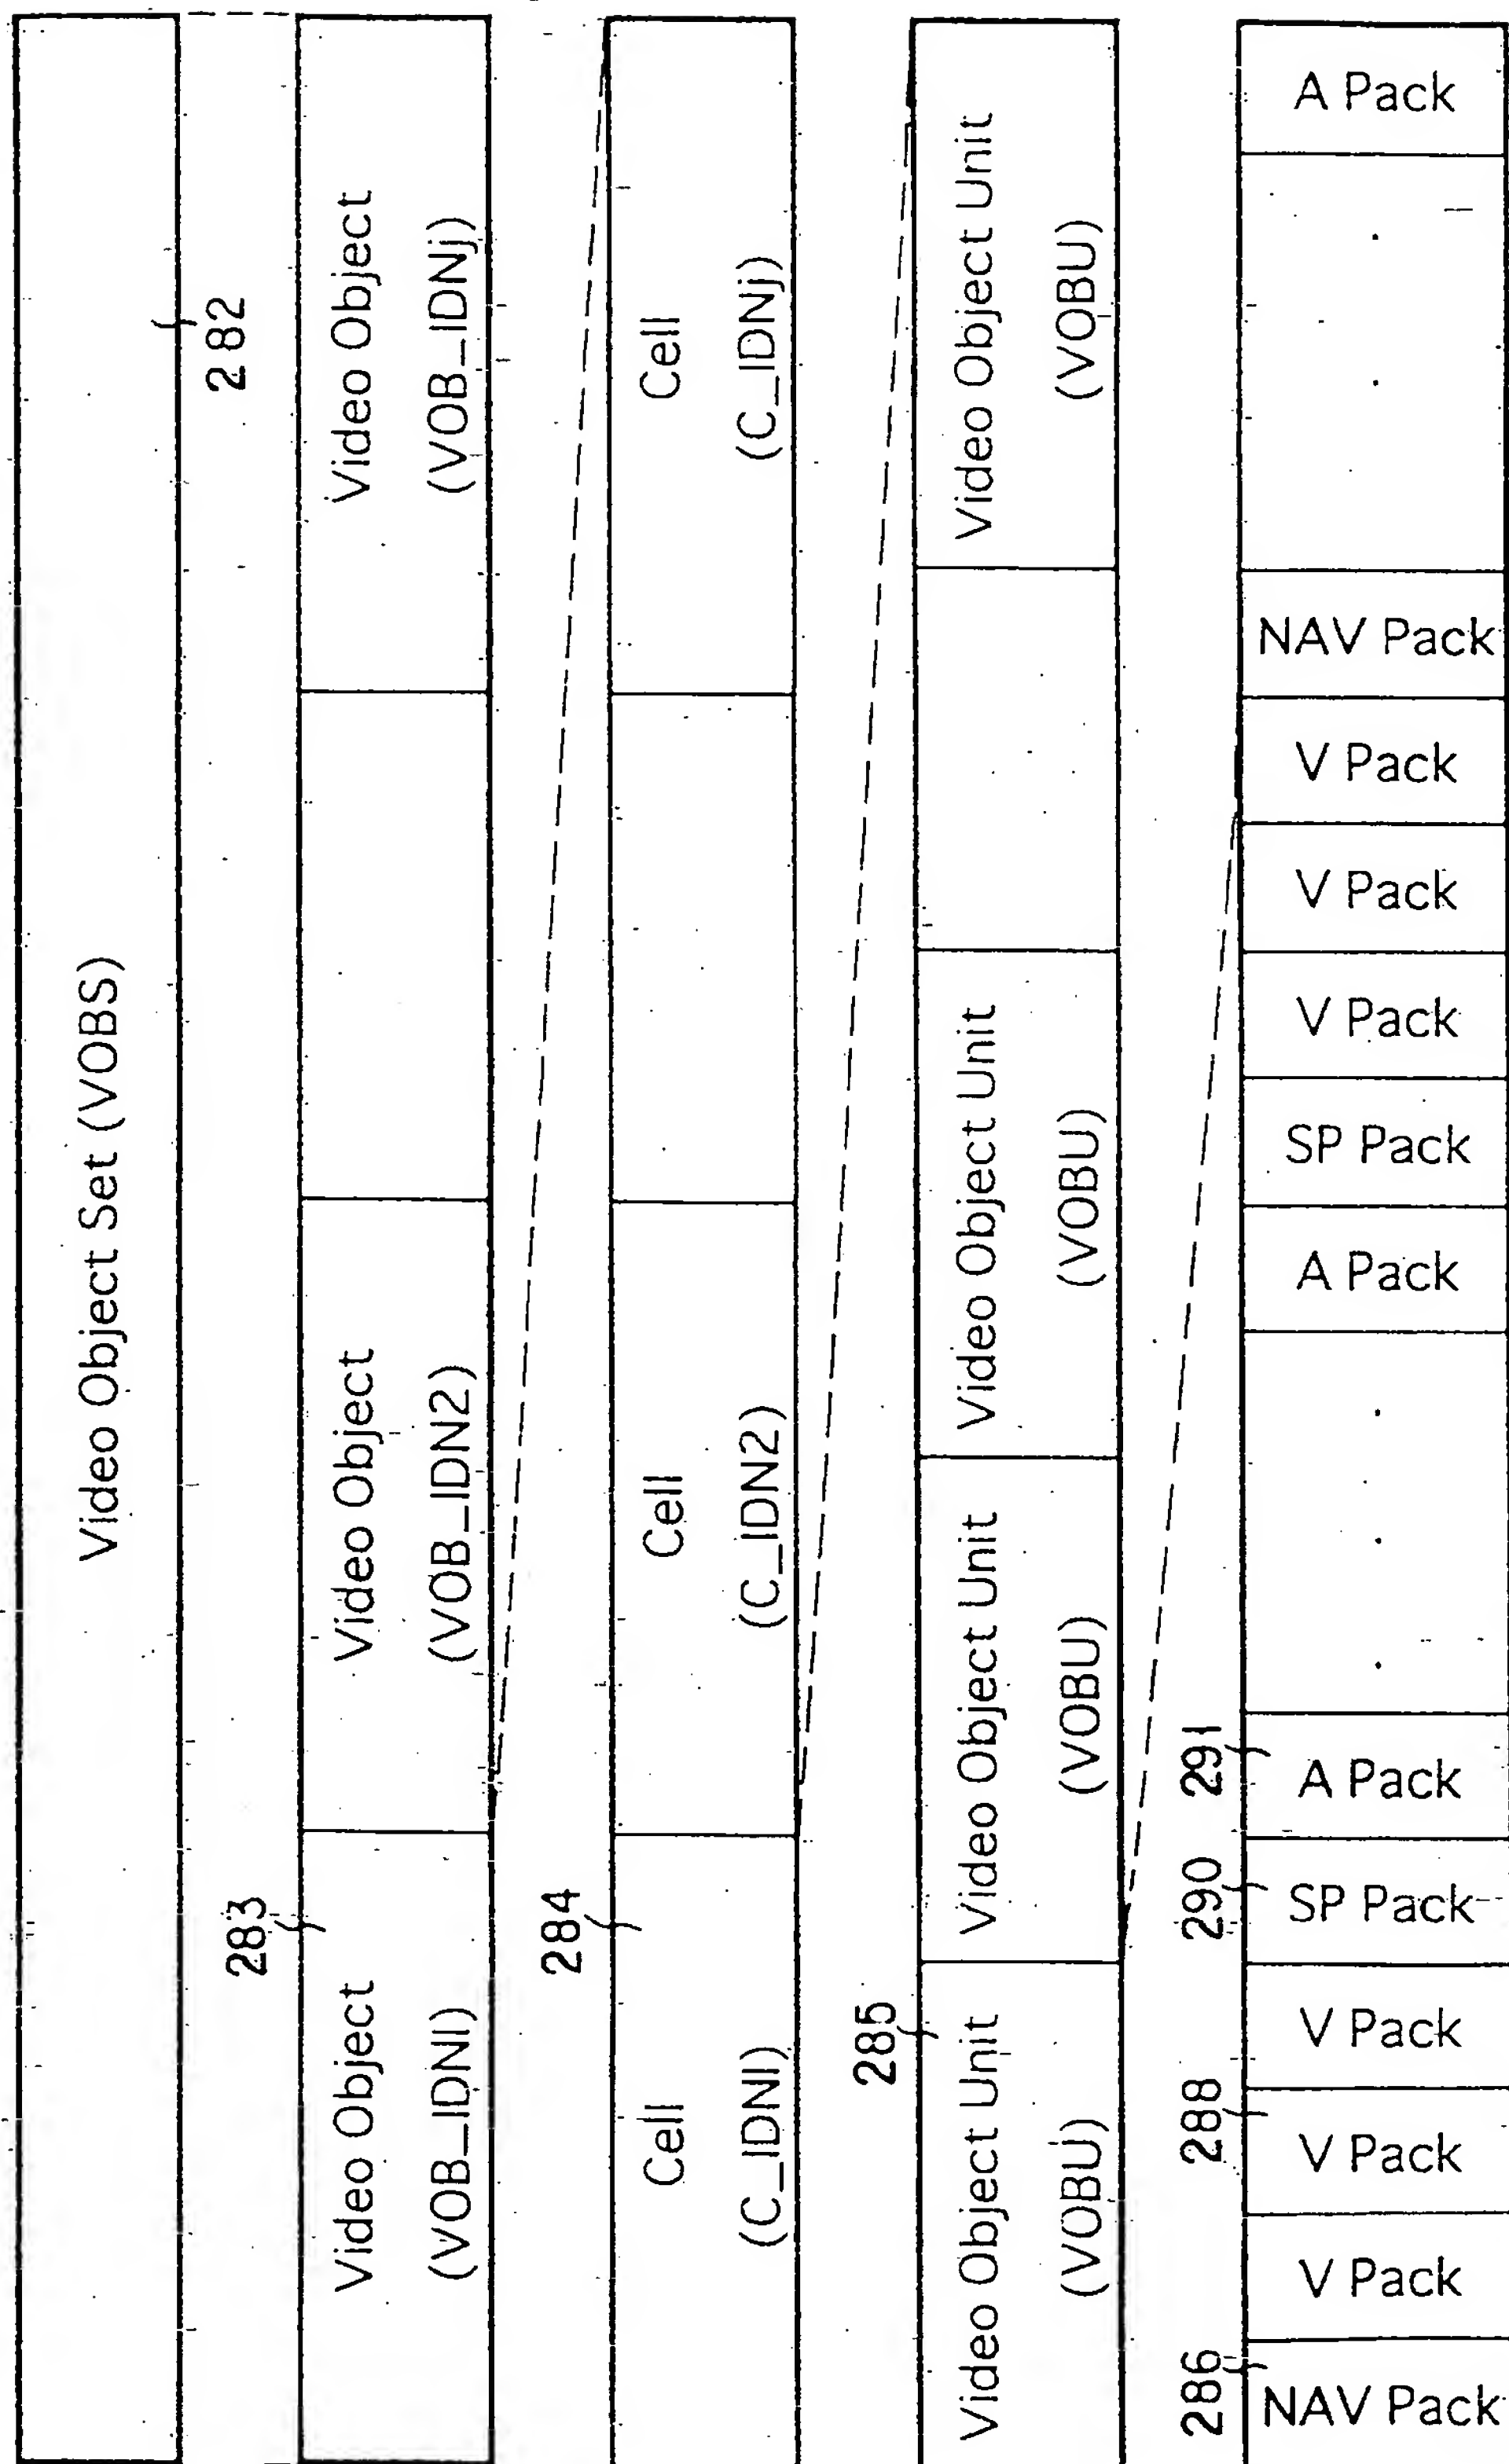 Video Object Set (VOBS)
282
283
Video Object
(VOB_IDN1)
Video Object
(VOB_IDN2)
Video Object
(VOB_IDNj)
284
Cell
(C_IDN1)
Cell
(C_IDN2)
Cell
(C_IDNj)
285
Video Object Unit
(VOBU)
Video Object Unit
(VOBU)
Video Object Unit
(VOBU)
Video Object Unit
(VOBU)
286
288
290
291
NAV Pack
V Pack
V Pack
V Pack
SP Pack
A Pack
A Pack
SP Pack
V Pack
V Pack
V Pack
NAV Pack
A Pack